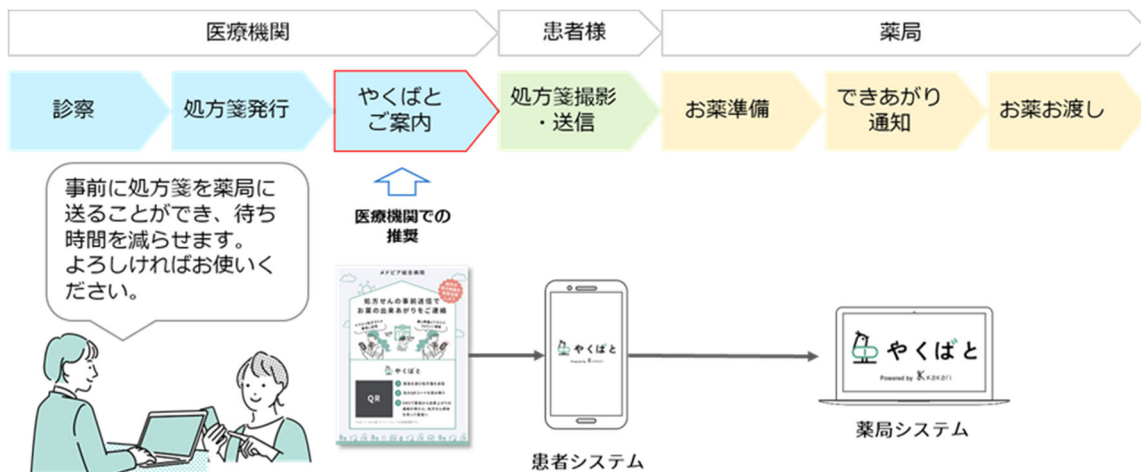 医療機関
患者様
薬局
診察
処方箋発行
やくばと
ご案内
処方箋撮影
・送信
お薬準備
できあがり
通知
お薬お渡し
事前に処方箋を薬局に
送ることができ、待ち
時間を減らせます。
よろしければお使いく
ださい。
医療機関での
推奨
メドピア総合病院
処方せんの事前送信で
お薬の出来あがりをご連絡
やくばと
QR
やくばと
やくばと
Powered by kakari
患者システム
薬局システム